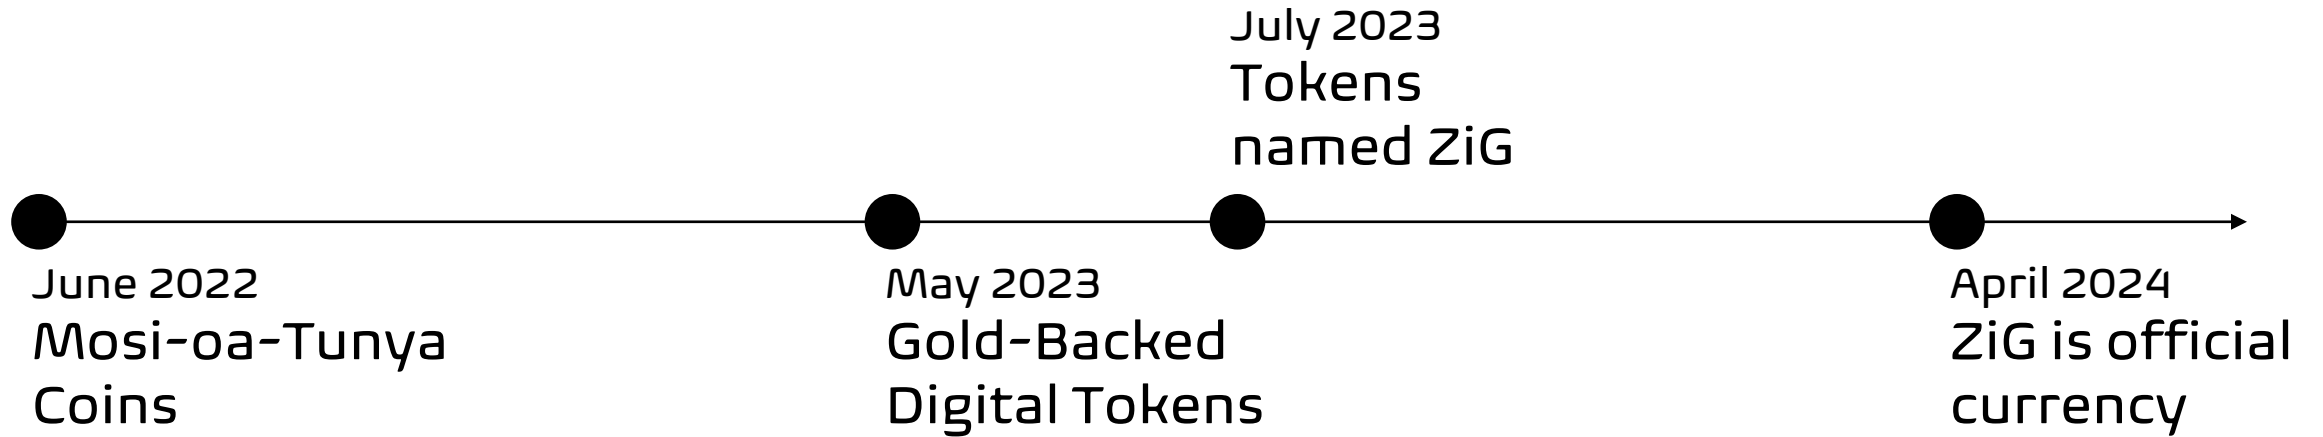 June 2022
Mosi-oa-Tunya
Coins
May 2023
Gold-Backed
Digital Tokens
July 2023
Tokens
named ZiG
April 2024
ZiG is official
currency